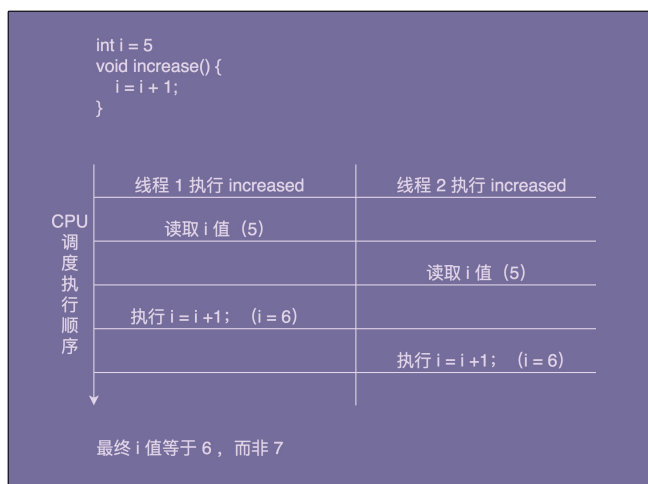 int i = 5
void increase() {
i = i + 1;
}
线程 1 执行 increased
线程 2 执行 increased
CPU
调
度
执
行
顺
序
读取 i 值（5）
读取 i 值（5）
执行 i = i +1； （i = 6）
执行 i = i +1； （i = 6）
最终 i 值等于 6 ，而非 7